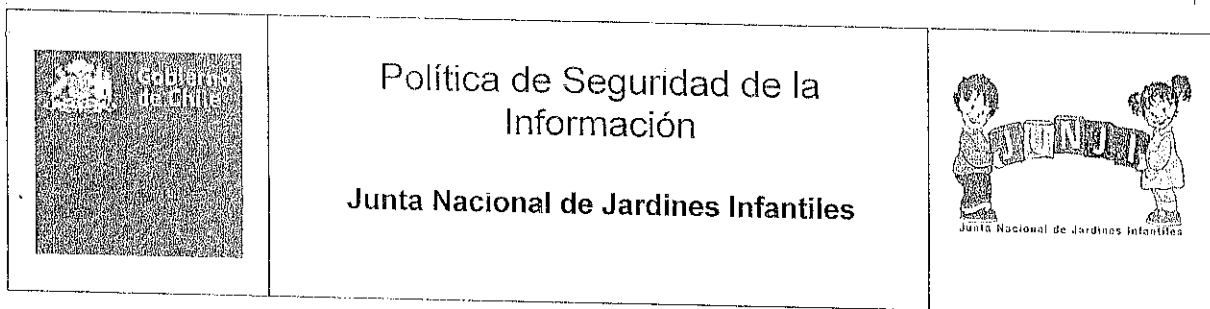 Gobierno
de Chile
Política de Seguridad de la
Información
Junta Nacional de Jardines Infantiles
JUNJI
Junta Nacional de Jardines Infantiles